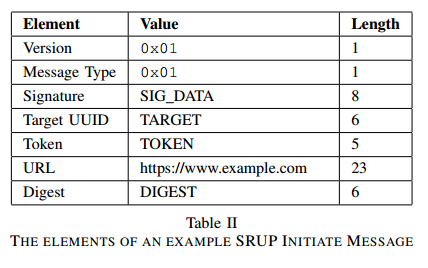 Element Value Length
Version 0x01 1
Message Type 0x01 1
Signature SIG_DATA 8
Target UUID TARGET 6
Token TOKEN 5
URL https://www.example.com 23
Digest DIGEST 6
Table II
THE ELEMENTS OF AN EXAMPLE SRUP INITIATE MESSAGE